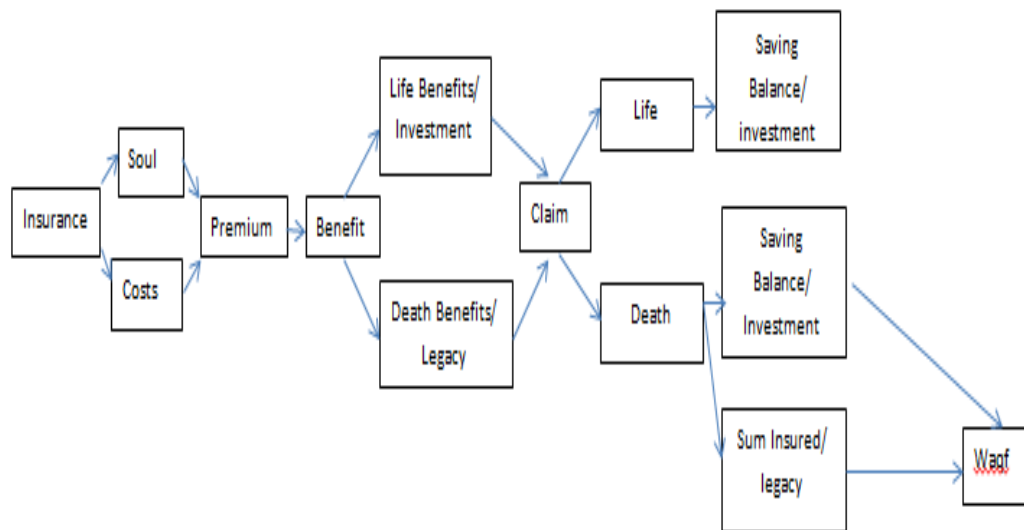 Insurance
Soul
Costs
Premium
Benefit
Life Benefits/
Investment
Death Benefits/
Legacy
Claim
Life
Death
Saving
Balance/
investment
Saving
Balance/
Investment
Sum Insured/
legacy
Waqf